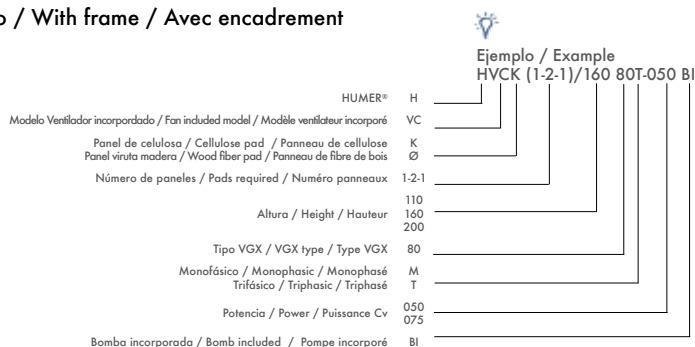 o / With frame / Avec encadrement
Ejemplo / Example
HVCK (1-2-1)/160 80T-050 BI
HUMER® H
Modelo Ventilador incorpordado / Fan included model / Modèle ventilateur incorporé VC
Panel de celulosa / Cellulose pad / Panneau de cellulose K
Panel viruta madera / Wood fiber pad / Panneau de fibre de bois Ø
Número de paneles / Pads required / Numéro panneaux 1-2-1
110
Altura / Height / Hauteur 160
200
Tipo VGX / VGX type / Type VGX 80
Monofásico / Monophasic / Monophasé M
Trifásico / Triphasic / Triphasé T
Potencia / Power / Puissance Cv 050
075
Bomba incorporada / Bomb included / Pompe incorporé BI